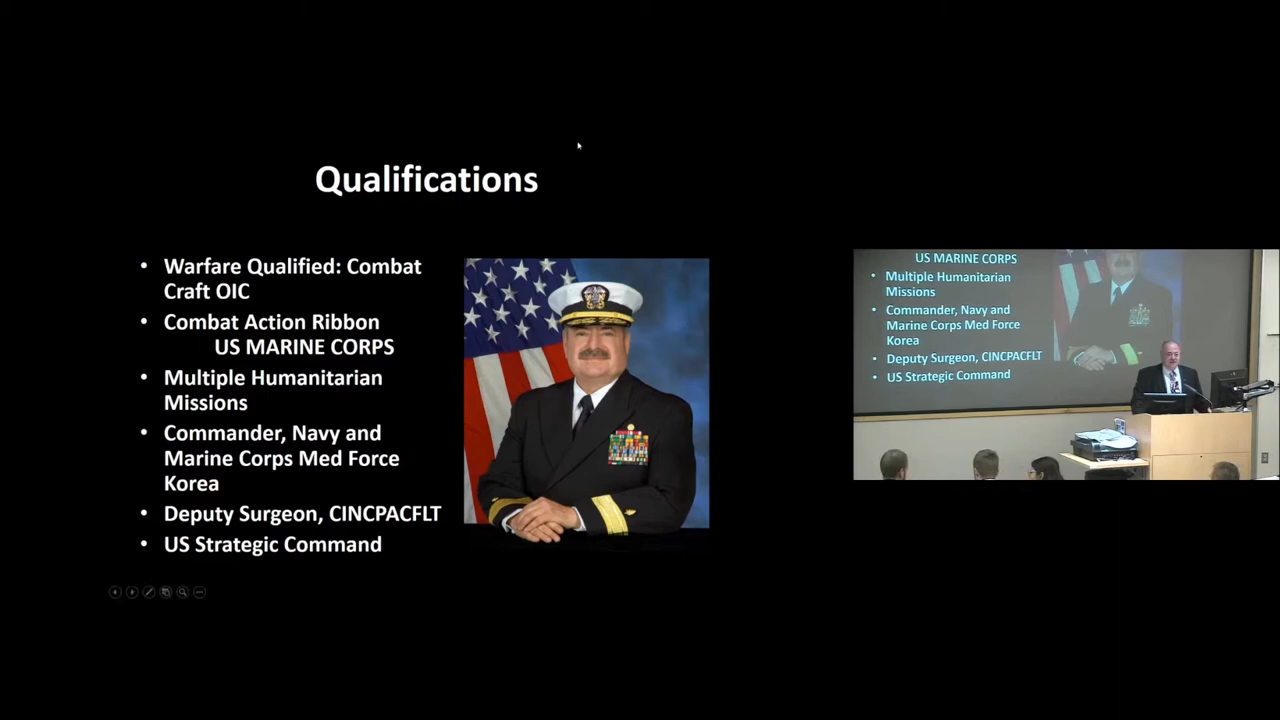 Qualifications
• Warfare Qualified: Combat
Craft OIC
• Combat Action Ribbon
US MARINE CORPS
• Multiple Humanitarian
Missions
• Commander, Navy and
Marine Corps Med Force
Korea
• Deputy Surgeon, CINCPACFLT
• US Strategic Command
US MARINE CORPS
• Multiple Humanitarian
Missions
• Commander, Navy and
Marine Corps Med Force
Korea
• Deputy Surgeon, CINCPACFLT
• US Strategic Command